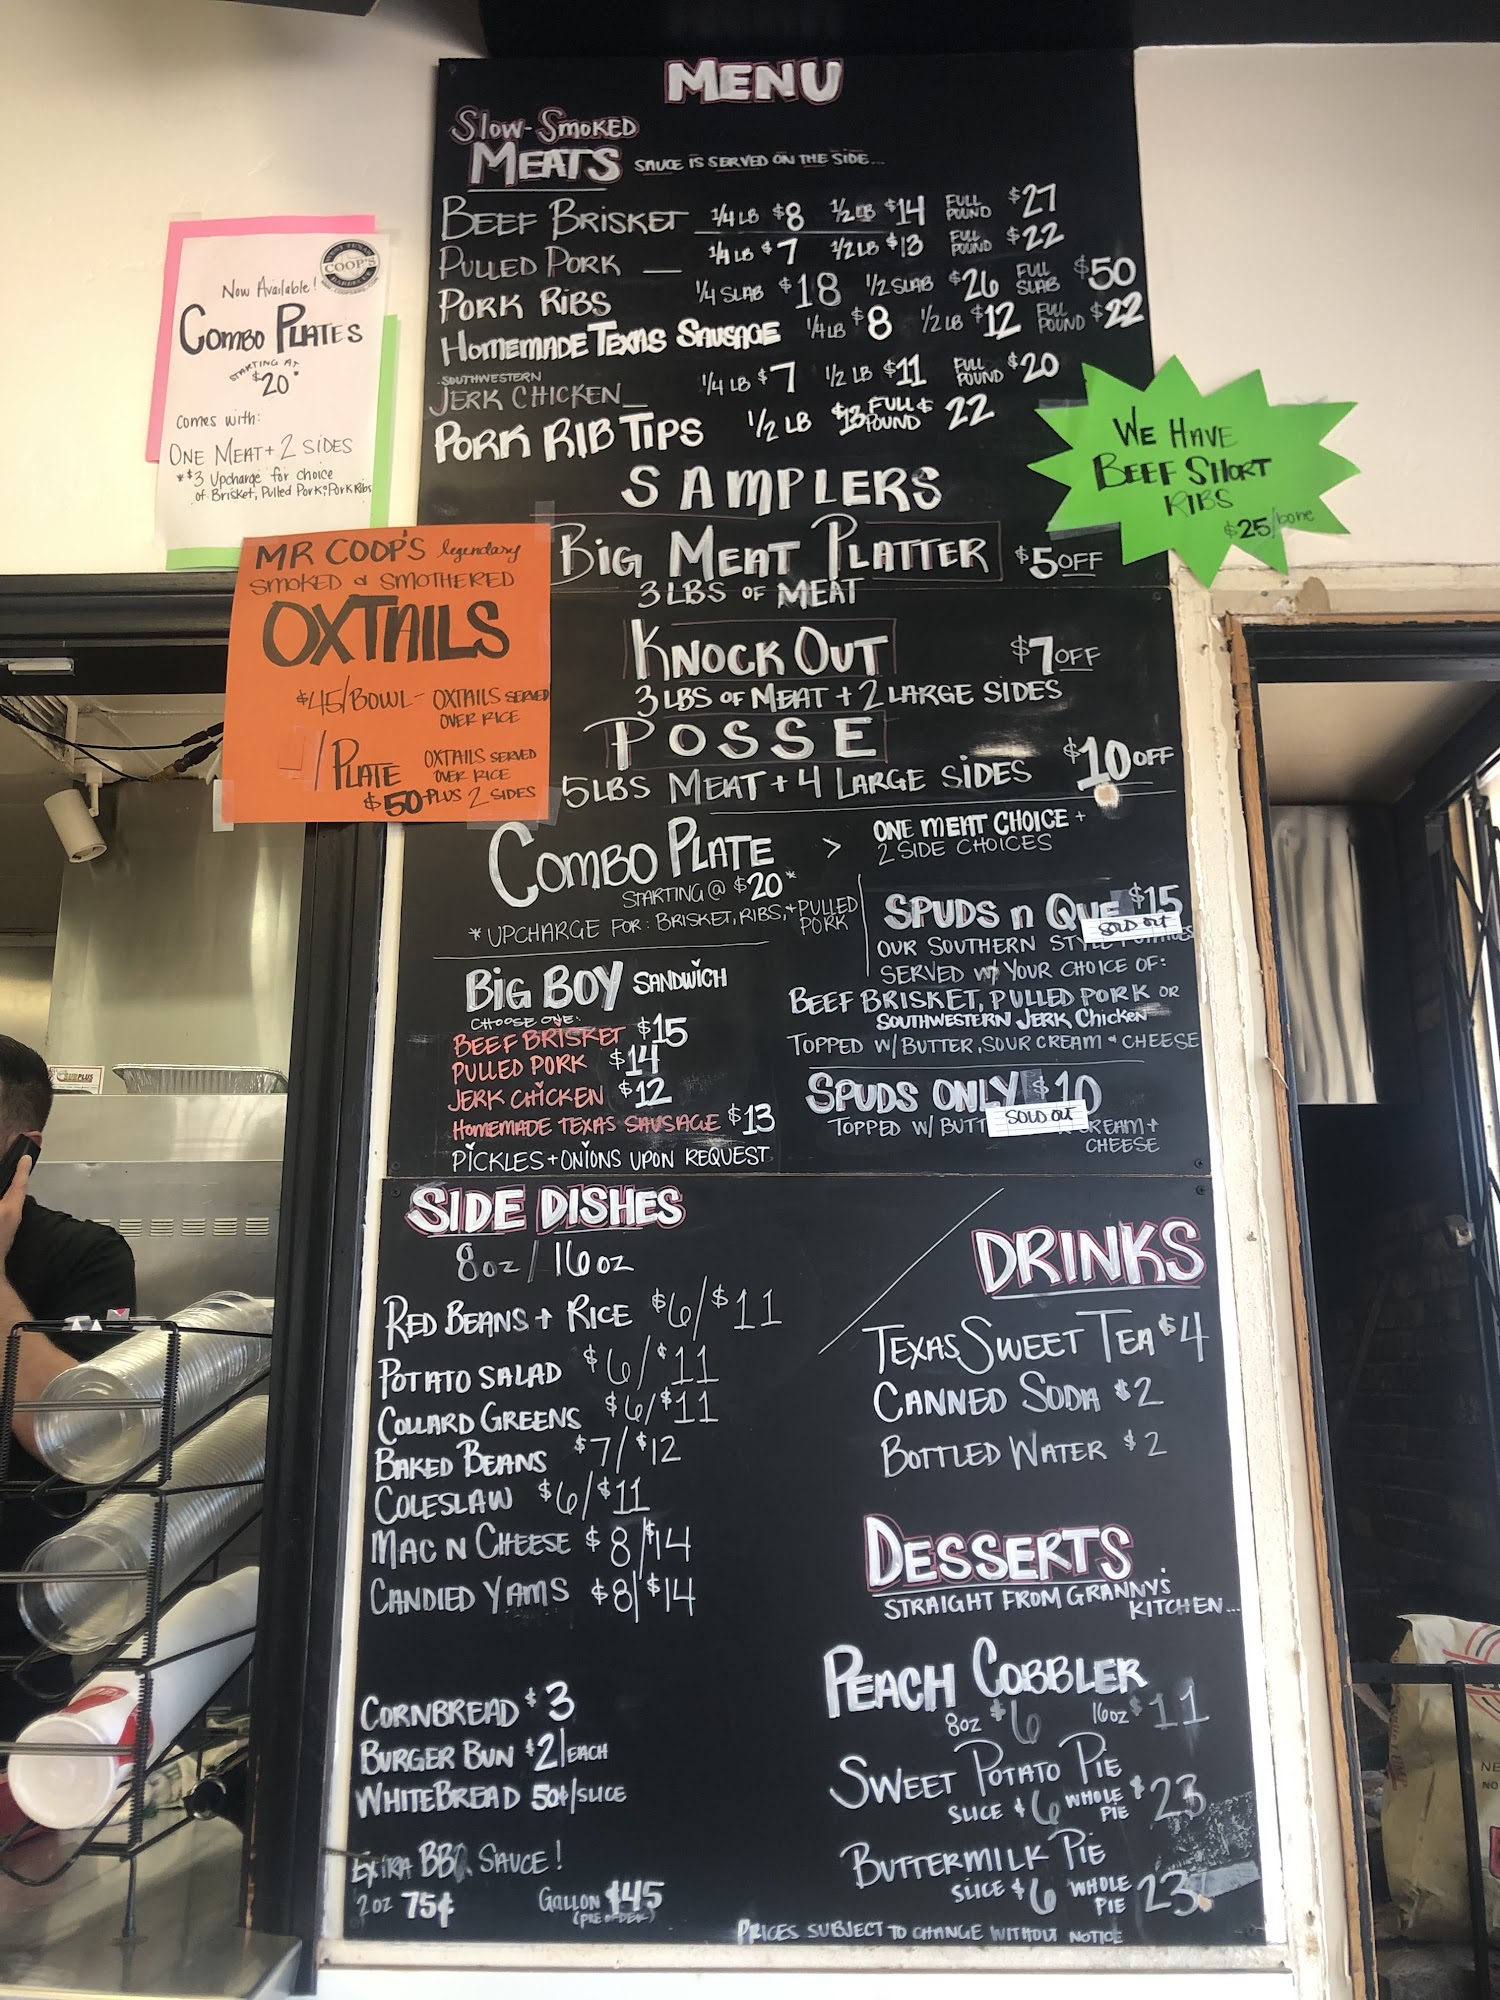 MENU
SLOW-SMOKED
MEATS SAUCE IS SERVED ON THE SIDE...
BEEF BRISKET 1/4 LB $8 1/2 LB $14 FULL POUND $27
PULLED PORK 1/4 LB $7 1/2 LB $13 FULL POUND $22
PORK RIBS 1/4 SLAB $18 1/2 SLAB $26 FULL SLAB $50
HOMEMADE TEXAS SAUSAGE 1/4 LB $8 1/2 LB $12 FULL POUND $22
SOUTHWESTERN
JERK CHICKEN 1/4 LB $7 1/2 LB $11 FULL POUND $20
PORK RIB TIPS 1/2 LB $13 FULL POUND $22
SAMPLERS
BIG MEAT PLATTER $5 OFF
3 LBS OF MEAT
KNOCK OUT $7 OFF
3 LBS OF MEAT + 2 LARGE SIDES
POSSE
5 LBS MEAT + 4 LARGE SIDES $10 OFF
COMBO PLATE > ONE MEAT CHOICE +
2 SIDE CHOICES
STARTING @ $20*
* UPCHARGE FOR: BRISKET, RIBS, + PULLED PORK
SPUDS n QUE $15
SOLD OUT
OUR SOUTHERN STYLE
SERVED w/ YOUR CHOICE OF:
BEEF BRISKET, PULLED PORK OR
SOUTHWESTERN JERK CHICKEN
TOPPED W/ BUTTER, SOUR CREAM + CHEESE
SPUDS ONLY $10
SOLD OUT
TOPPED W/ BUTT REAM +
CHEESE
BIG BOY SANDWICH
CHOOSE ONE:
BEEF BRISKET $15
PULLED PORK $14
JERK CHICKEN $12
HOMEMADE TEXAS SAUSAGE $13
PICKLES + ONIONS UPON REQUEST
SIDE DISHES
8oz / 16oz
RED BEANS + RICE $6/$11
POTATO SALAD $6/$11
COLLARD GREENS $6/$11
BAKED BEANS $7/$12
COLESLAW $6/$11
MAC N CHEESE $8/$14
CANDIED YAMS $8/$14
CORNBREAD $3
BURGER BUN $2/EACH
WHITE BREAD 50¢/SLICE
EXTRA BBQ SAUCE!
2oz 75¢ GALLON $45
DRINKS
TEXAS SWEET TEA $4
CANNED SODA $2
BOTTLED WATER $2
DESSERTS
STRAIGHT FROM GRANNY'S
KITCHEN...
PEACH COBBLER
8oz $6 16oz $11
SWEET POTATO PIE
SLICE $6 WHOLE PIE $23
BUTTERMILK PIE
SLICE $6 WHOLE PIE 23
PRICES SUBJECT TO CHANGE WITHOUT NOTICE
COOP'S
Now Available!
COMBO PLATES
STARTING AT
$20*
comes with:
ONE MEAT + 2 SIDES
*$3 Upcharge for choice
of Brisket, Pulled Pork, Pork Ribs
MR COOP'S legendary
SMOKED & SMOTHERED
OXTAILS
$45/BOWL - OXTAILS SERVED
OVER RICE
/PLATE OXTAILS SERVED
OVER RICE
$50 PLUS 2 SIDES
WE HAVE
BEEF SHORT
RIBS
$25/bone
SURPLUS